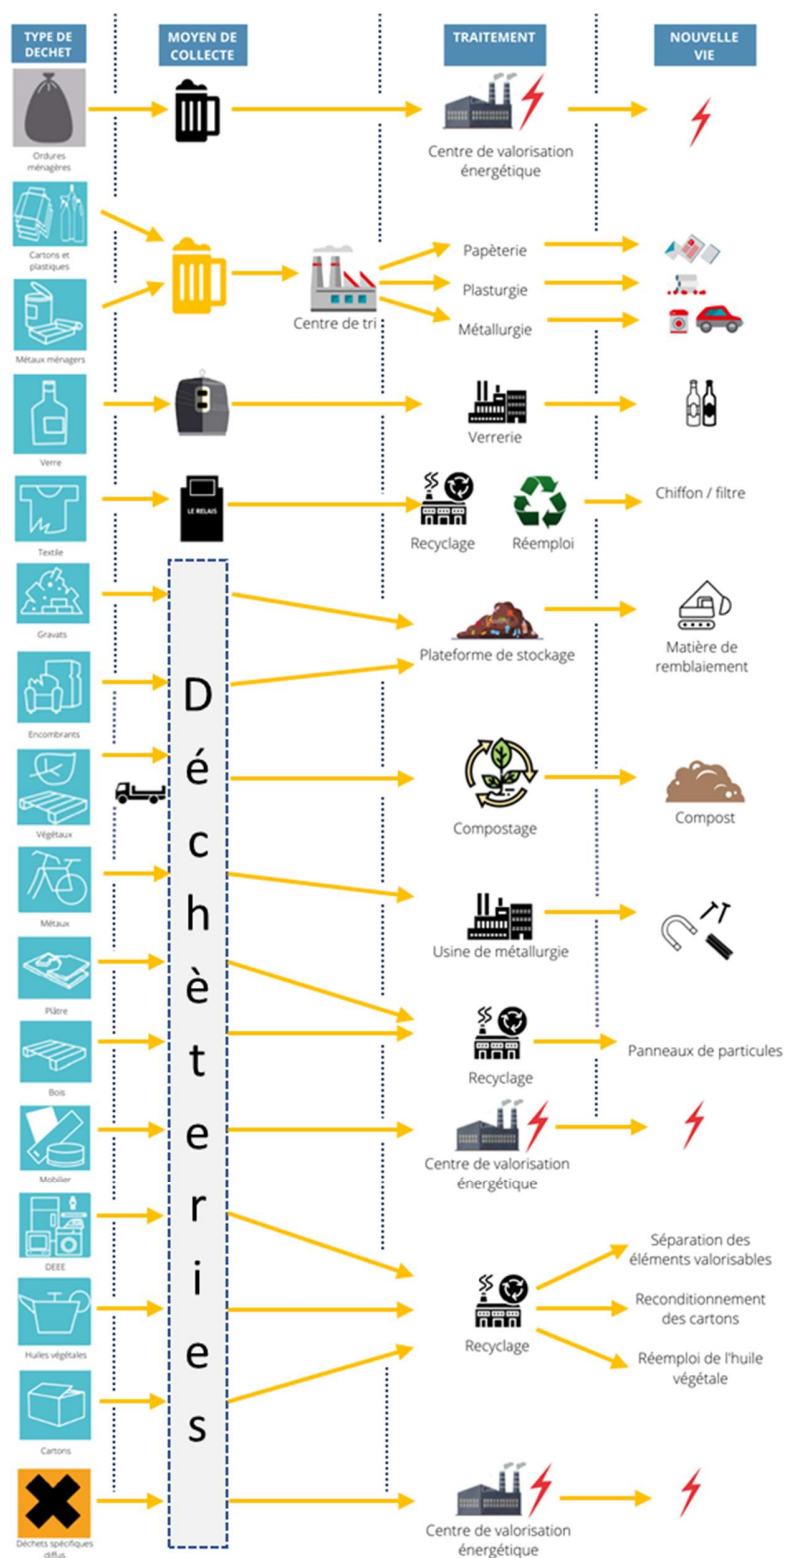 TYPE DE
DECHET
MOYEN DE
COLLECTE
TRAITEMENT
NOUVELLE
VIE
Ordures
ménagères
Centre de valorisation
énergétique
Cartons et
plastiques
Métaux ménagers
Centre de tri
Papèterie
Plasturgie
Métallurgie
Verre
Verrerie
Textile
LE RELAIS
Recyclage
Réemploi
Chiffon / filtre
Déchèteries
Gravats
Encombrants
Plateforme de stockage
Matière de
remblaiement
Végétaux
Compostage
Compost
Métaux
Usine de métallurgie
Plâtre
Bois
Recyclage
Panneaux de particules
Mobilier
Centre de valorisation
énergétique
DEEE
Huiles végétales
Cartons
Recyclage
Séparation des
éléments valorisables
Reconditionnement
des cartons
Réemploi de l'huile
végétale
Déchets spécifiques
diffus
Centre de valorisation
énergétique